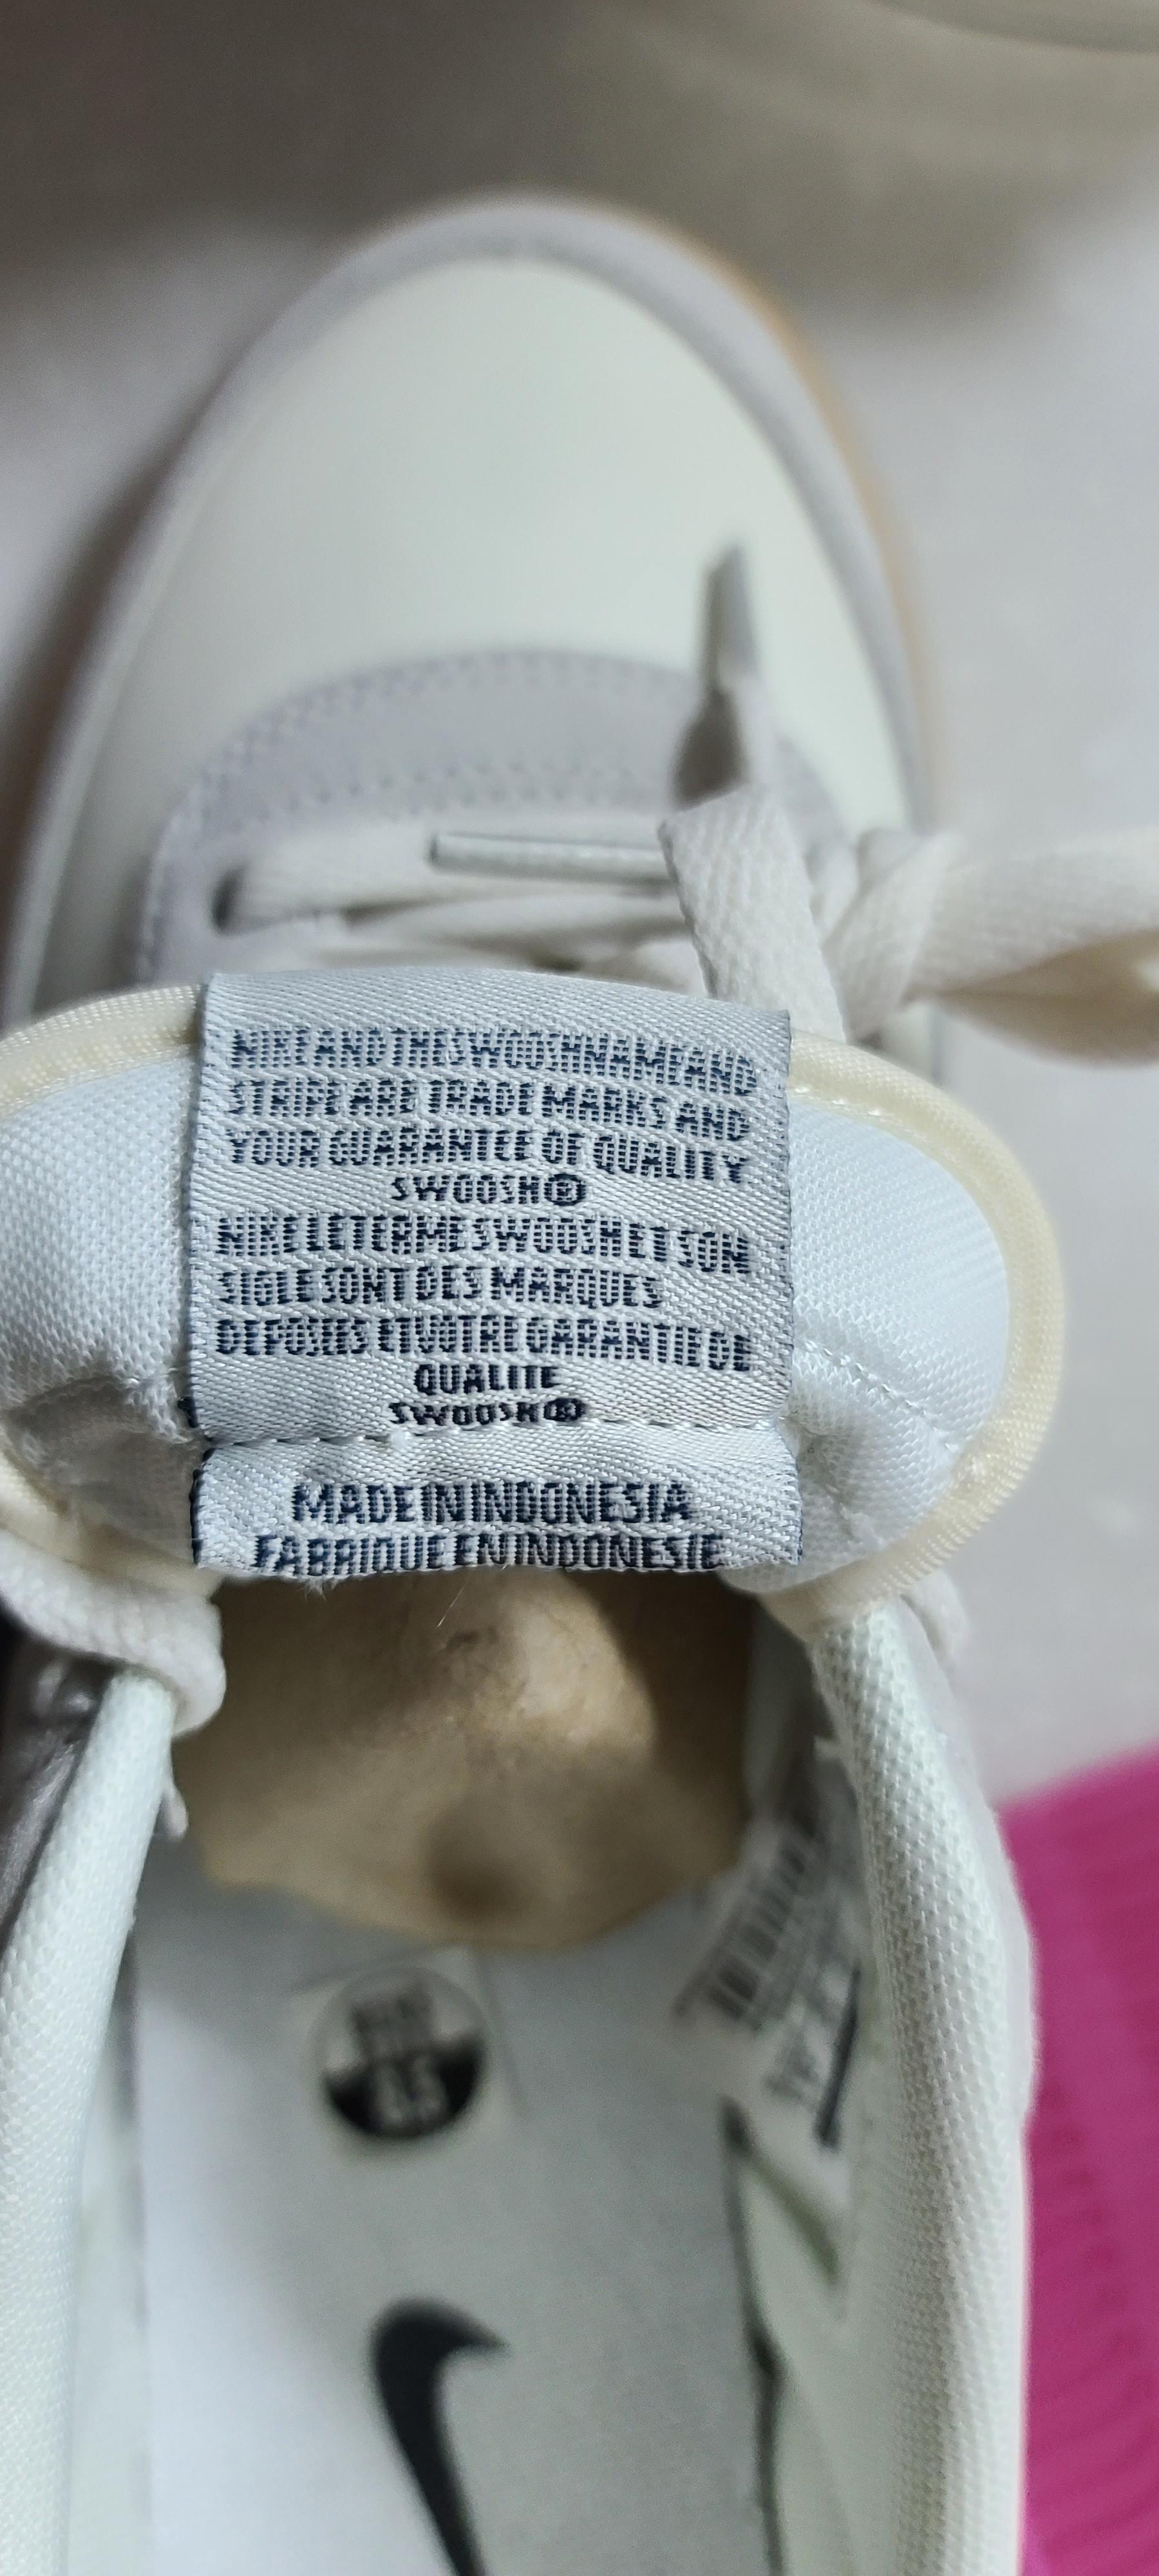 NIKE AND THE SWOOSH NAME AND
STRIPE ARE TRADE MARKS AND
YOUR GUARANTEE OF QUALITY
SWOOSH®
NIKE LE TERME SWOOSH ET SON
SIGLE SONT DES MARQUES
DEPOSEES ET VOTRE GARANTIE DE
QUALITE
SWOOSH®
MADE IN INDONESIA
FABRIQUE EN INDONESIE